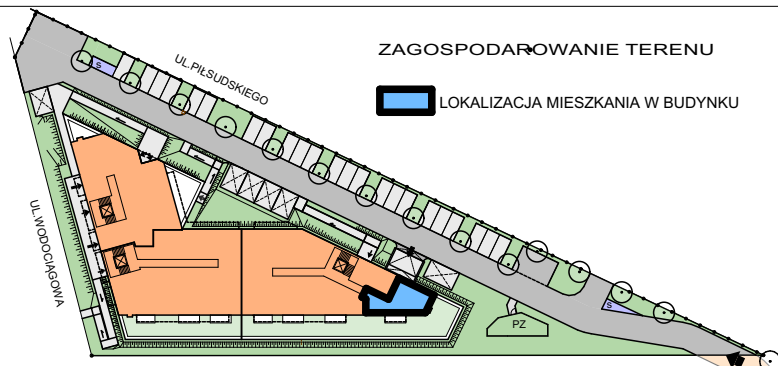 ZAGOSPODAROWANIE TERENU
UL.PIŁSUDSKIEGO
LOKALIZACJA MIESZKANIA W BUDYNKU
UL.WODOCIĄGOWA
Ś
Ś
PZ